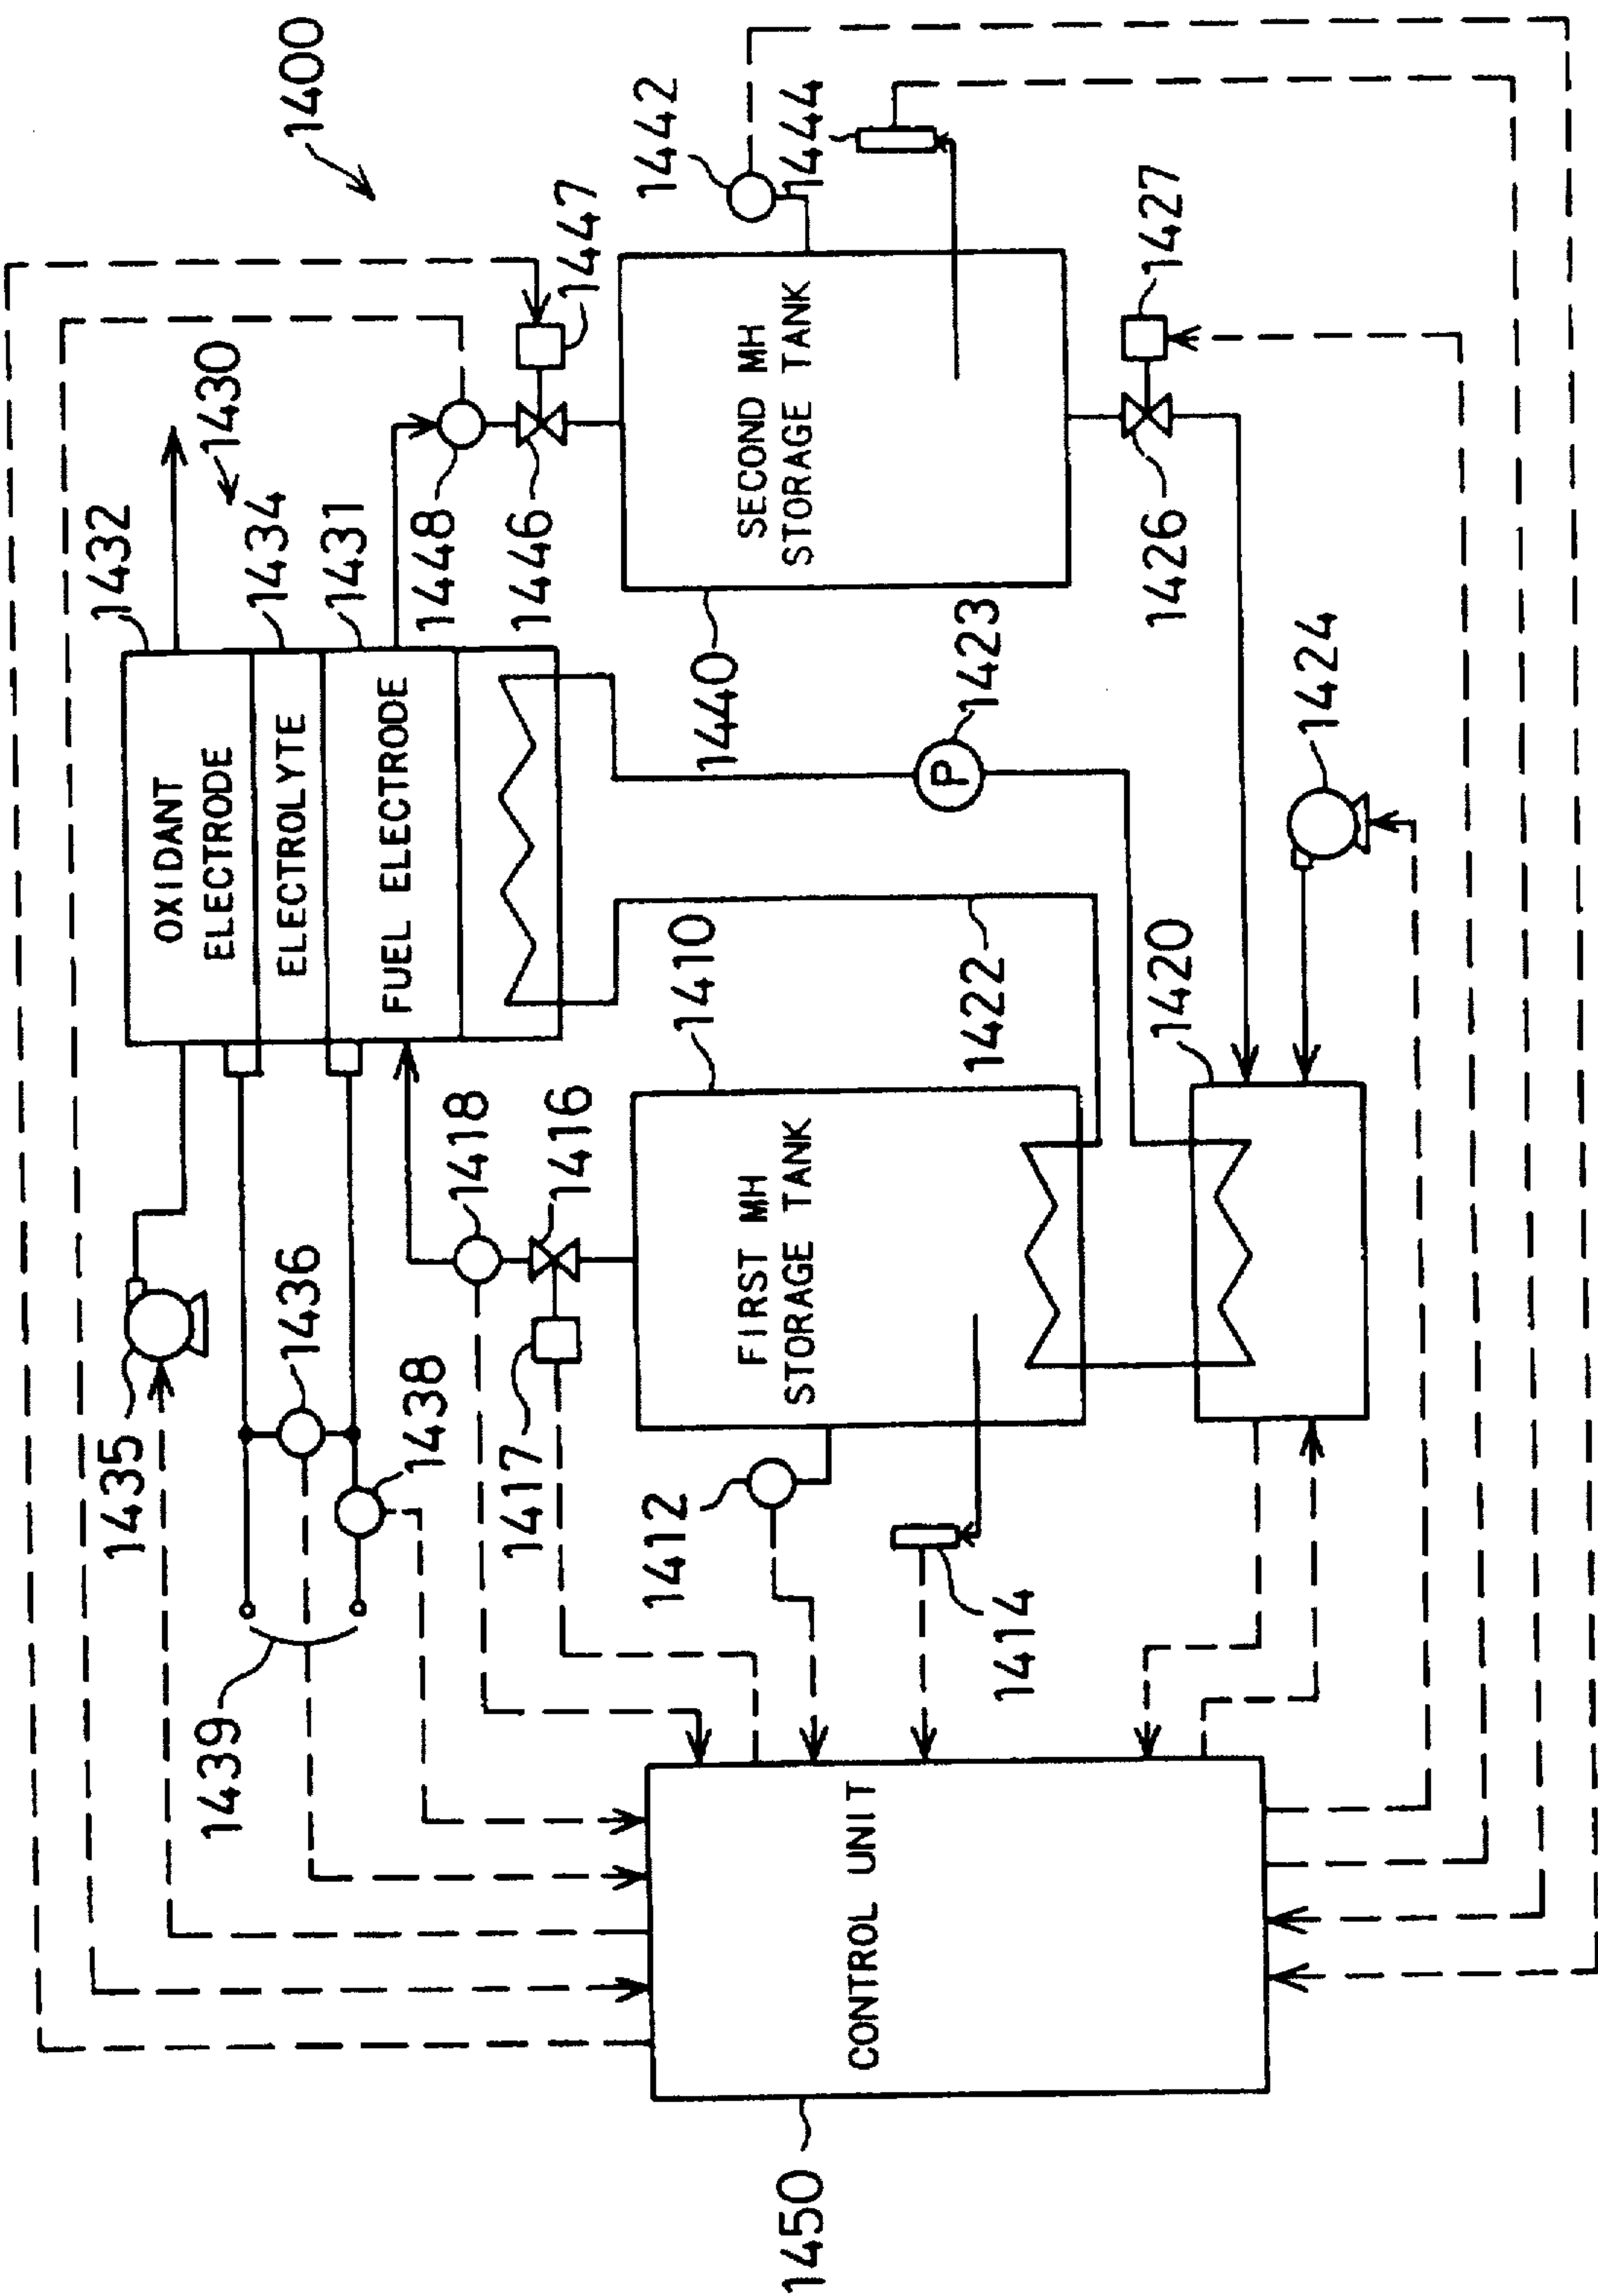 1400
1432
1430
1434
1431
1448
1446
1447
1442
1444
OXIDANT
ELECTRODE
ELECTROLYTE
FUEL ELECTRODE
SECOND MH
STORAGE TANK
1427
1426
1440
1423
P
1424
1435
1436
1438
1439
1418
1416
1417
1410
1422
1420
FIRST MH
STORAGE TANK
1412
1414
CONTROL UNIT
1450